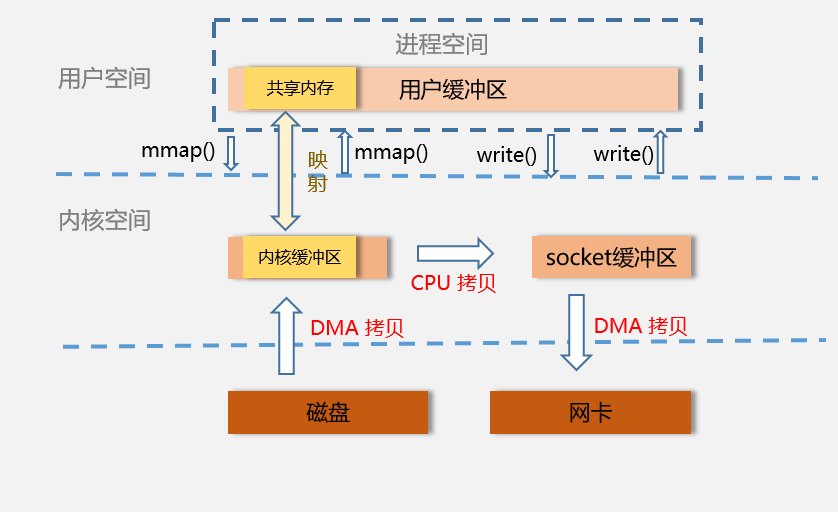 进程空间
用户空间
共享内存
用户缓冲区
mmap()
映
射
mmap()
write()
write()
内核空间
内核缓冲区
CPU 拷贝
socket缓冲区
DMA 拷贝
DMA 拷贝
磁盘
网卡